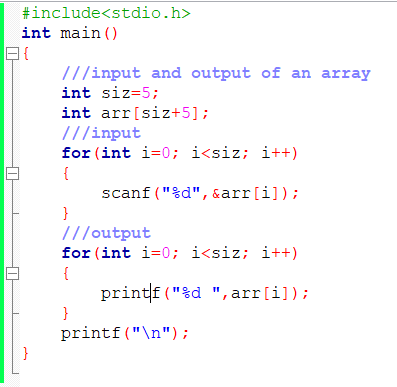 #include<stdio.h>
int main()
{
    ///input and output of an array
    int siz=5;
    int arr[siz+5];
    ///input
    for(int i=0; i<siz; i++)
    {
        scanf("%d",&arr[i]);
    }
    ///output
    for(int i=0; i<siz; i++)
    {
        printf("%d ",arr[i]);
    }
    printf("\n");
}